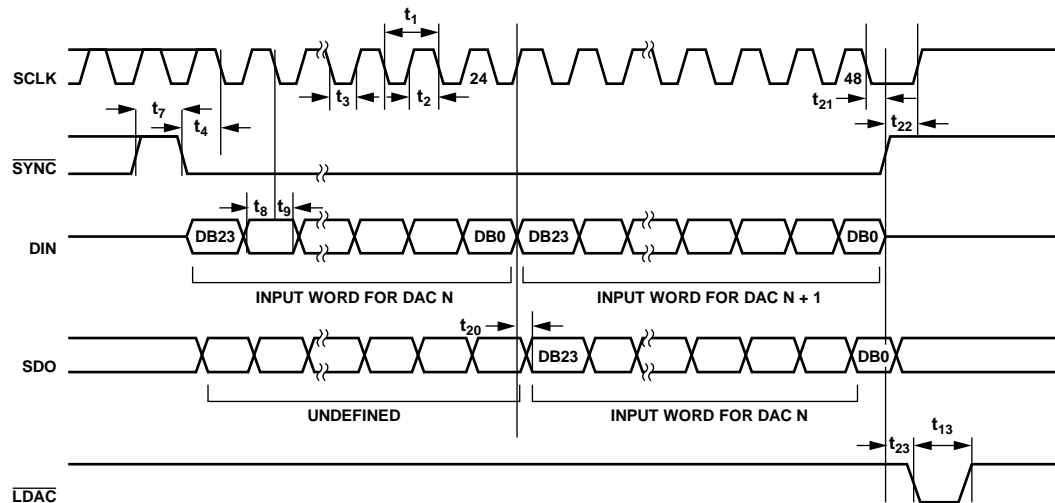 t1
SCLK
24
48
t3
t2
t21
t22
t7
t4
SYNC
t8
t9
DIN
DB23
DB0
DB23
DB0
INPUT WORD FOR DAC N
INPUT WORD FOR DAC N + 1
t20
SDO
DB23
DB0
UNDEFINED
INPUT WORD FOR DAC N
t23
t13
LDAC